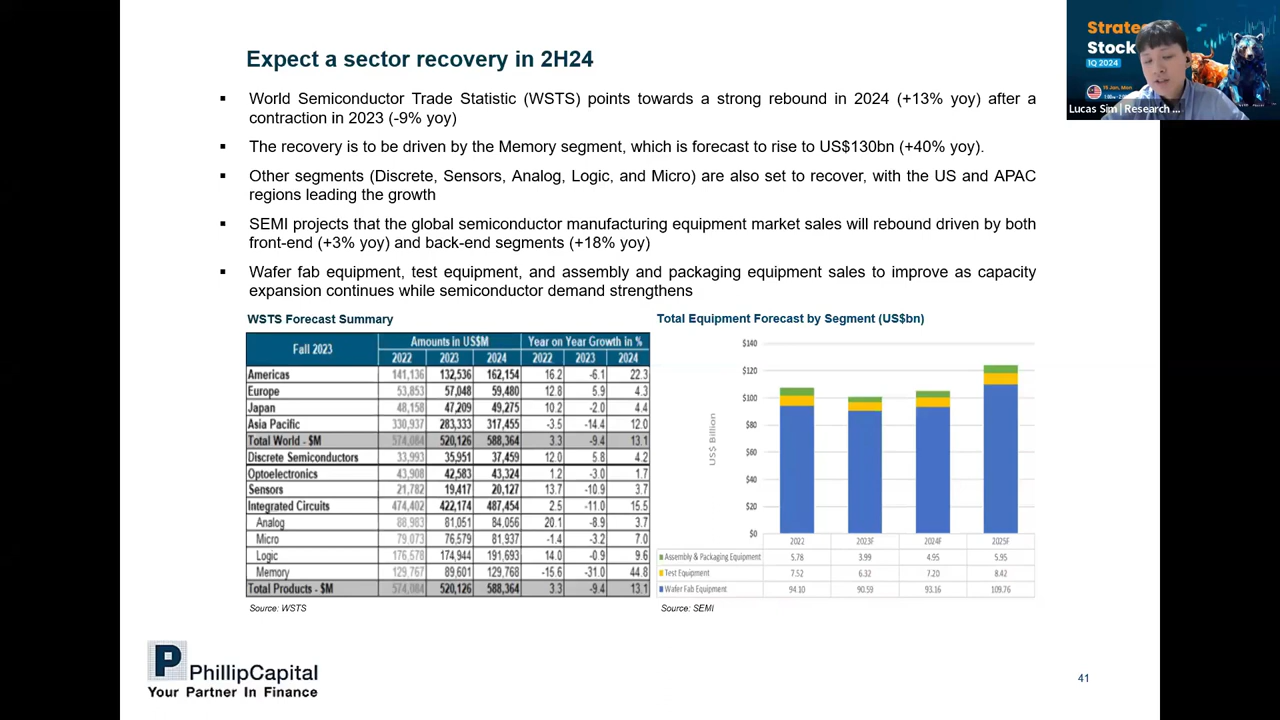 Expect a sector recovery in 2H24
▪ World Semiconductor Trade Statistic (WSTS) points towards a strong rebound in 2024 (+13% yoy) after a
contraction in 2023 (-9% yoy)
▪ The recovery is to be driven by the Memory segment, which is forecast to rise to US$130bn (+40% yoy).
▪ Other segments (Discrete, Sensors, Analog, Logic, and Micro) are also set to recover, with the US and APAC
regions leading the growth
▪ SEMI projects that the global semiconductor manufacturing equipment market sales will rebound driven by both
front-end (+3% yoy) and back-end segments (+18% yoy)
▪ Wafer fab equipment, test equipment, and assembly and packaging equipment sales to improve as capacity
expansion continues while semiconductor demand strengthens
WSTS Forecast Summary
Fall 2023 Amounts in US$M Year on Year Growth in %
2022 2023 2024 2022 2023 2024
Americas 141,136 132,536 162,154 16.2 -6.1 22.3
Europe 53,853 57,048 59,480 12.8 5.9 4.3
Japan 48,158 47,209 49,275 10.2 -2.0 4.4
Asia Pacific 330,937 283,333 317,455 -3.5 -14.4 12.0
Total World - $M 574,084 520,126 588,364 3.3 -9.4 13.1
Discrete Semiconductors 33,993 35,951 37,459 12.0 5.8 4.2
Optoelectronics 43,908 42,583 43,324 1.2 -3.0 1.7
Sensors 21,782 19,417 20,127 13.7 -10.9 3.7
Integrated Circuits 474,402 422,174 487,454 2.5 -11.0 15.5
Analog 88,983 81,051 84,056 20.1 -8.9 3.7
Micro 79,073 76,579 81,937 -1.4 -3.2 7.0
Logic 176,578 174,944 191,693 14.0 -0.9 9.6
Memory 129,767 89,601 129,768 -15.6 -31.0 44.8
Total Products - $M 574,084 520,126 588,364 3.3 -9.4 13.1
Source: WSTS
Total Equipment Forecast by Segment (US$bn)
$140
$120
$100
$80
$60
$40
$20
$0
US$ Billion
2022 2023F 2024F 2025F
Assembly & Packaging Equipment 5.78 3.99 4.95 5.95
Test Equipment 7.52 6.32 7.20 8.42
Wafer Fab Equipment 94.10 90.59 93.16 109.76
Source: SEMI
P PhillipCapital
Your Partner In Finance
41
Strate
Stock
1Q 2024
15 Jan, Mon
Lucas Sim | Research ...